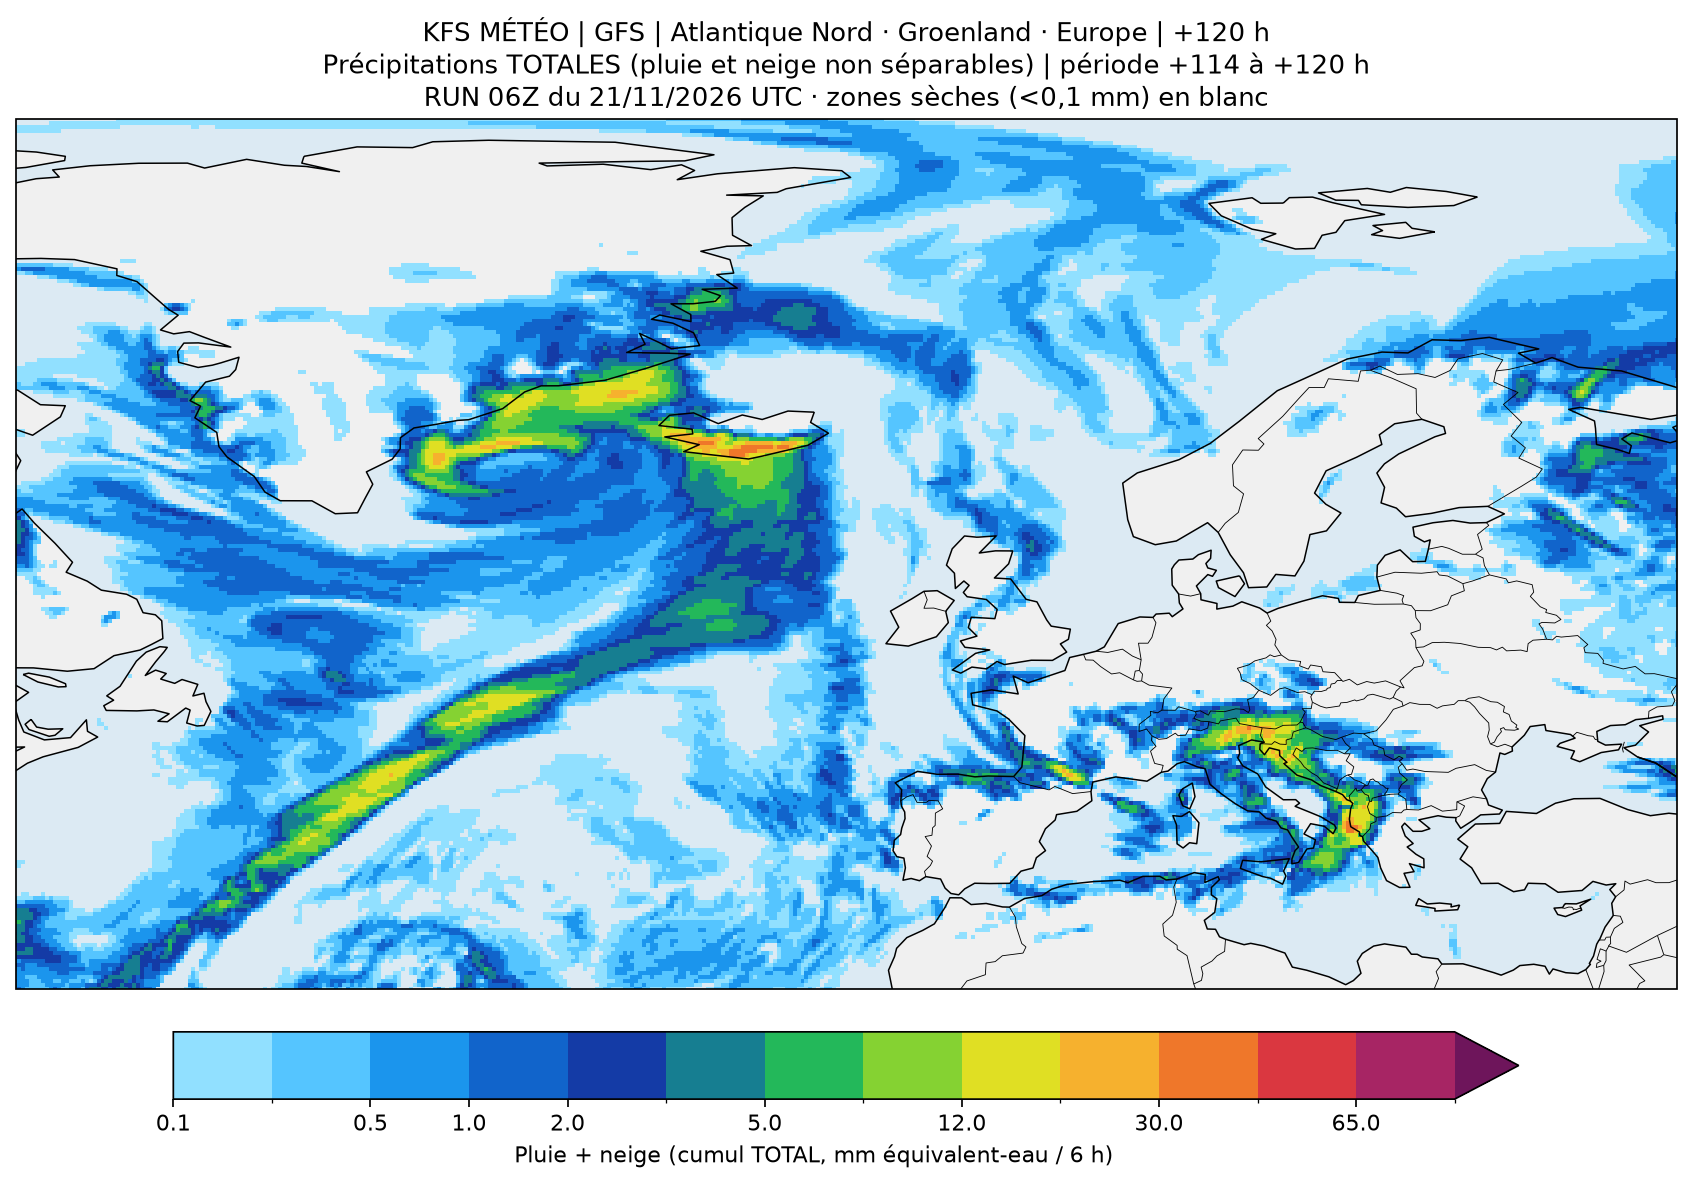 KFS MÉTÉO | GFS | Atlantique Nord · Groenland · Europe | +120 h
Précipitations TOTALES (pluie et neige non séparables) | période +114 à +120 h
RUN 06Z du 21/11/2026 UTC · zones sèches (<0,1 mm) en blanc
0.1 0.5 1.0 2.0 5.0 12.0 30.0 65.0
Pluie + neige (cumul TOTAL, mm équivalent-eau / 6 h)